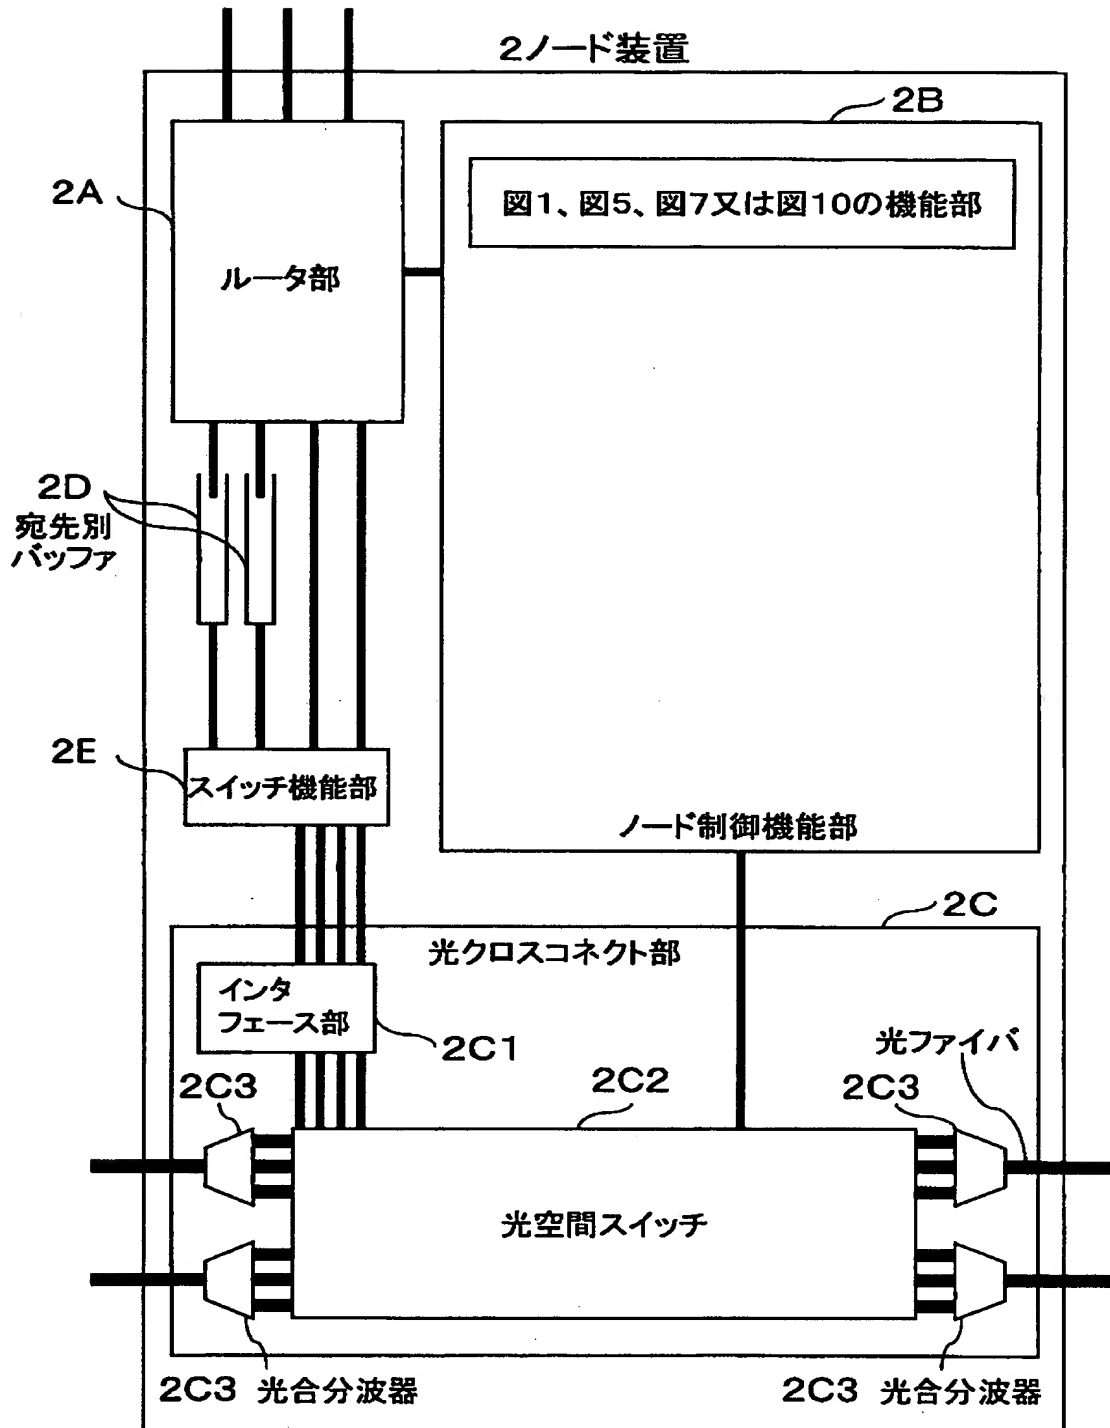 2ノード装置
2B
2A
図1、図5、図7又は図10の機能部
ルータ部
2D
宛先別
バッファ
2E
スイッチ機能部
ノード制御機能部
2C
光クロスコネクト部
インタ
フェース部
2C1
光ファイバ
2C3
2C2
2C3
光空間スイッチ
2C3 光合分波器
2C3 光合分波器